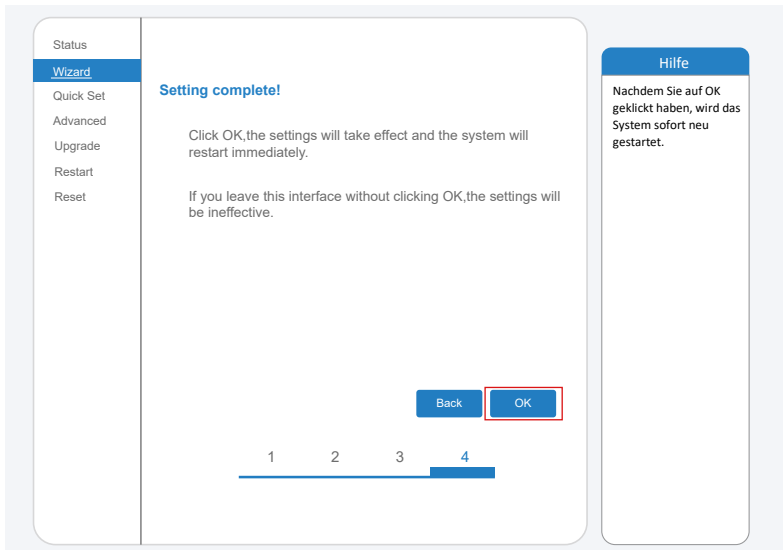 Status
Wizard
Quick Set
Advanced
Upgrade
Restart
Reset
Setting complete!
Click OK,the settings will take effect and the system will
restart immediately.
If you leave this interface without clicking OK,the settings will
be ineffective.
Back
OK
1 2 3 4
Hilfe
Nachdem Sie auf OK
geklickt haben, wird das
System sofort neu
gestartet.